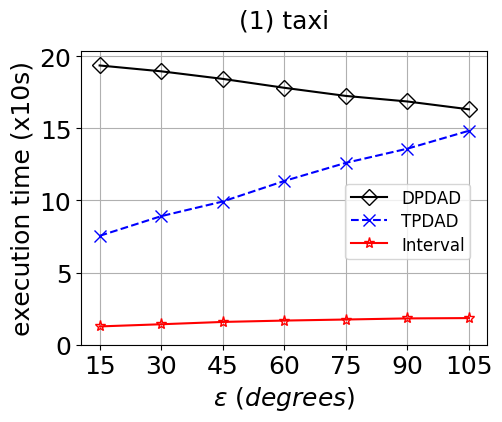 (1) taxi
execution time (x10s)
20
15
10
5
0
DPDAD
TPDAD
Interval
15 30 45 60 75 90 105
ε (degrees)